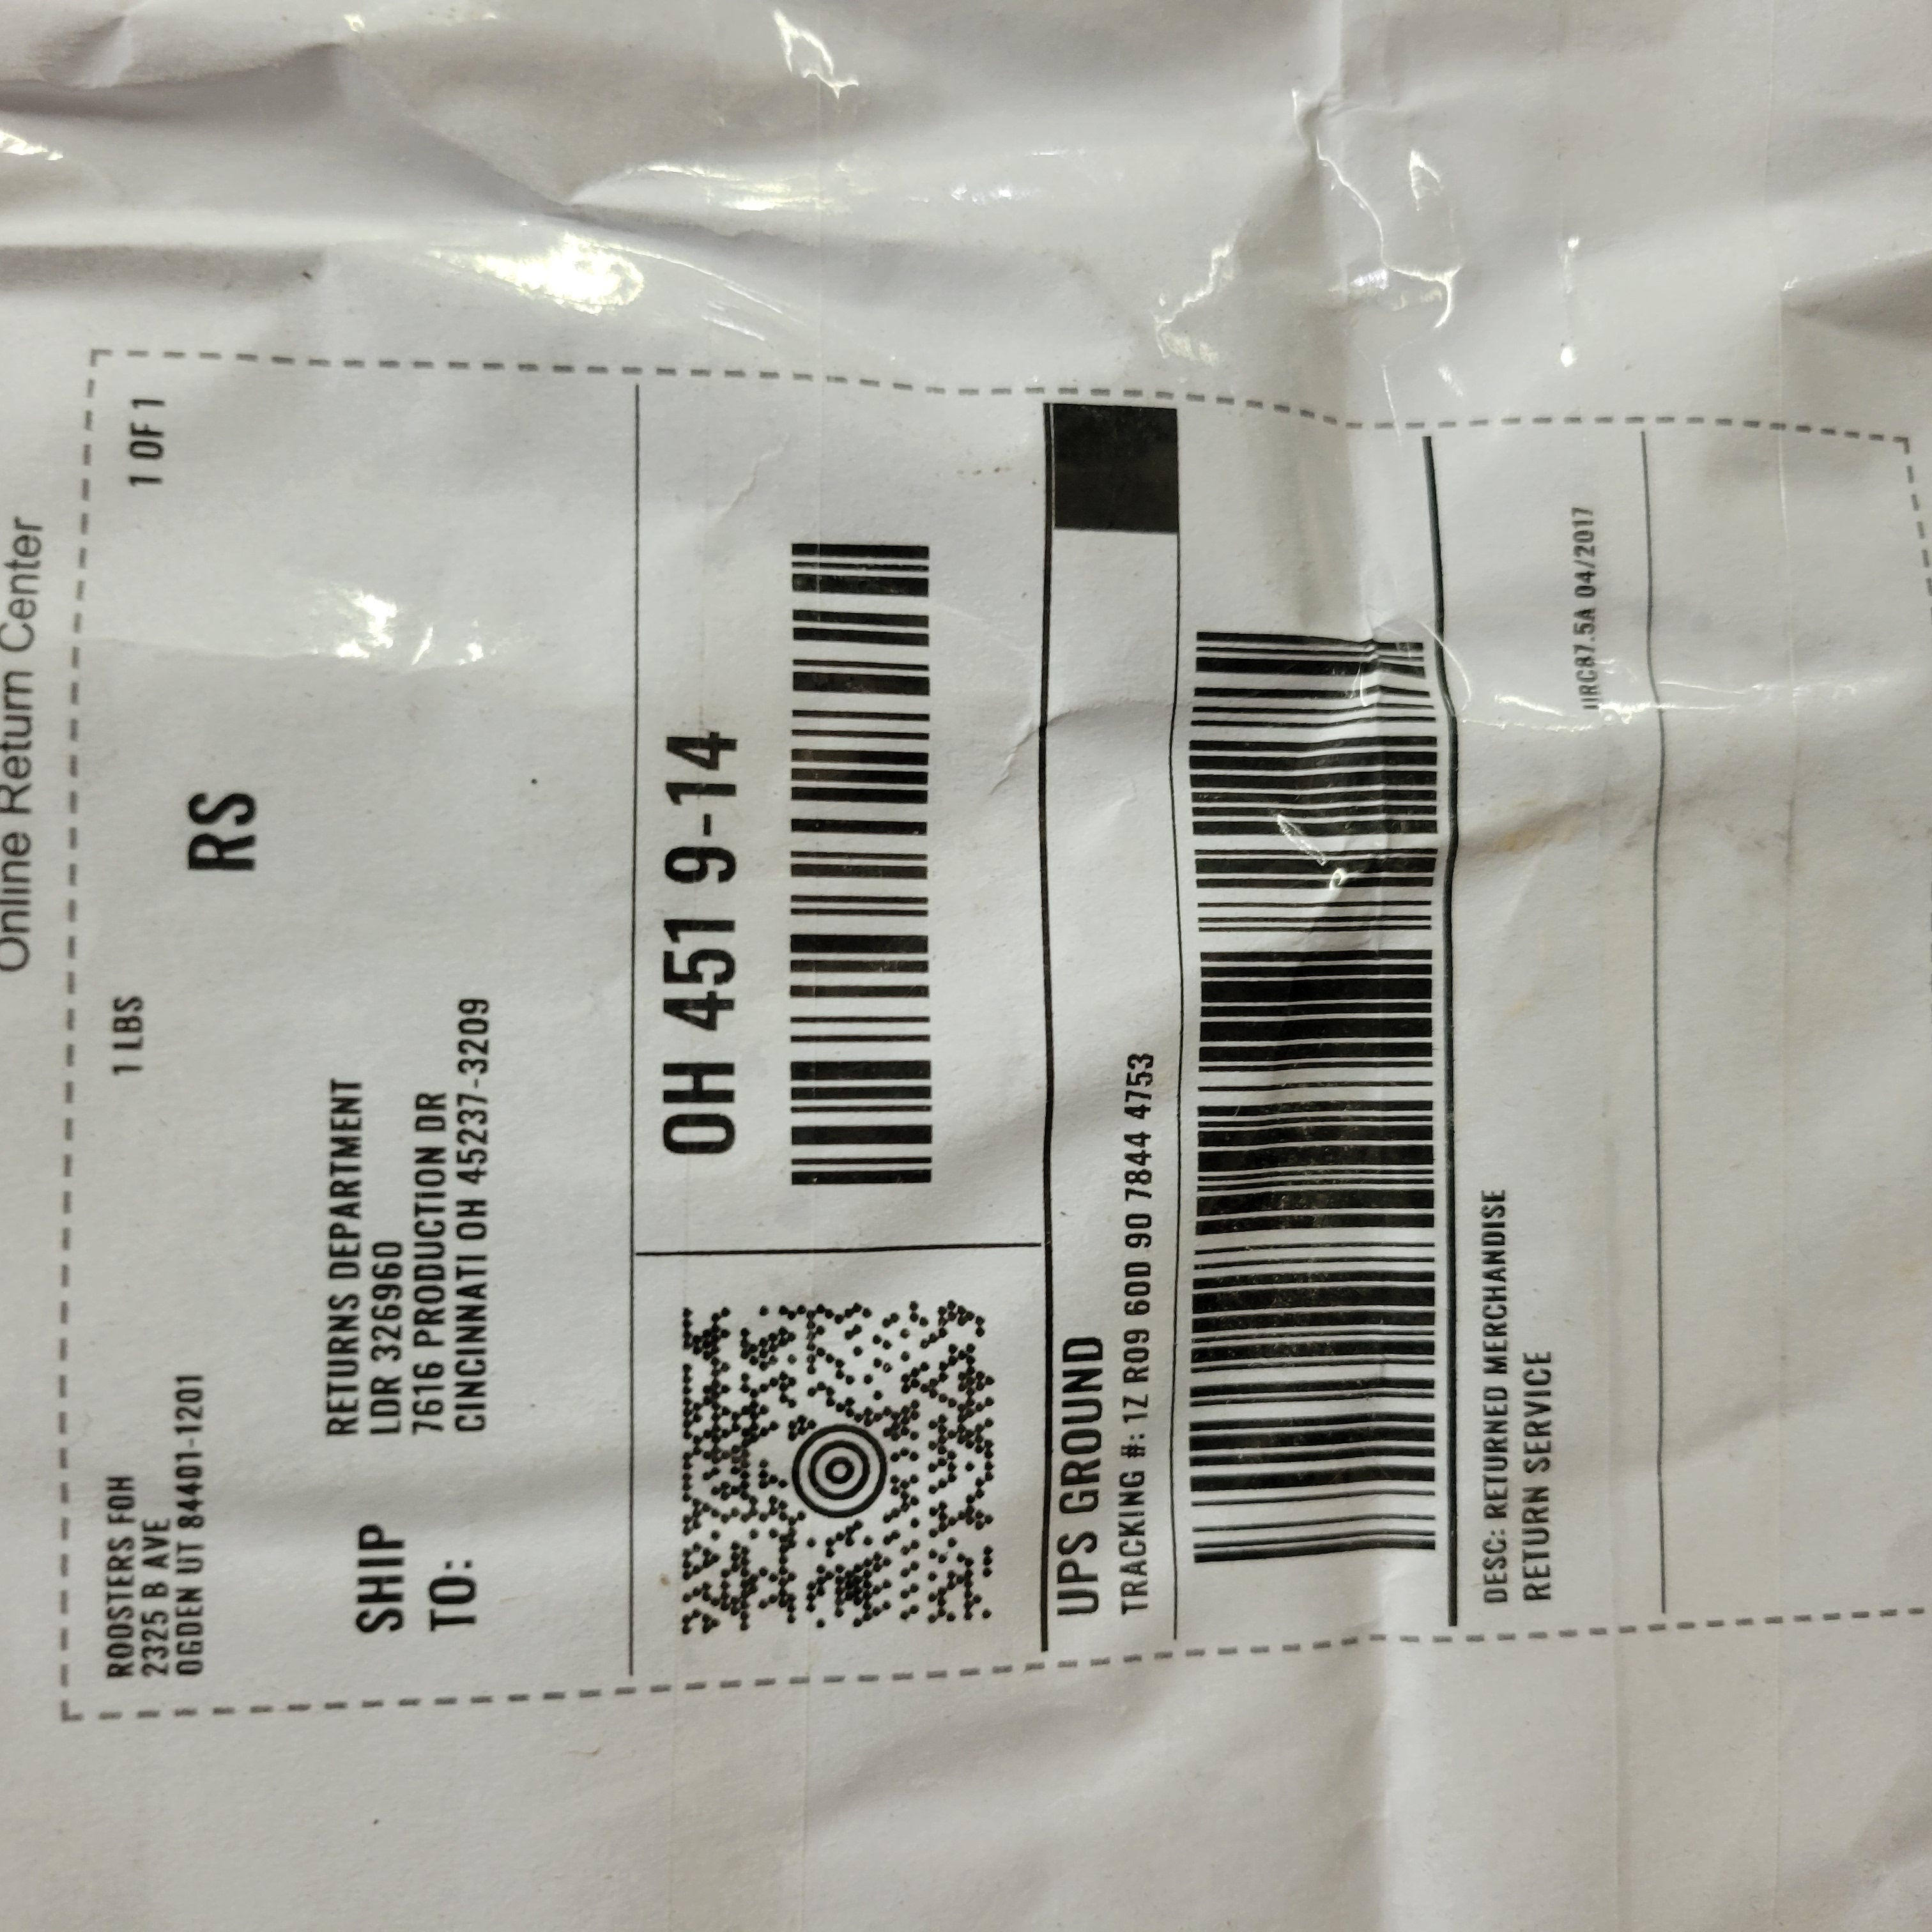 Online Return Center
1 LBS
1 OF 1
ROOSTERS FOH
2325 B AVE
OGDEN UT 84401-1201
RS
SHIP
TO:
RETURNS DEPARTMENT
LDR 326960
7616 PRODUCTION DR
CINCINNATI OH 45237-3209
OH 451 9-14
UPS GROUND
TRACKING #: 1Z R09 60D 90 7844 4753
DESC: RETURNED MERCHANDISE
RETURN SERVICE
04/2017